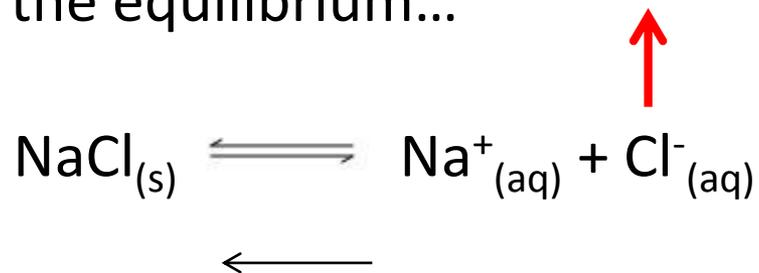 the equilibrium...
NaCl(s) ⇌ Na⁺(aq) + Cl⁻(aq)